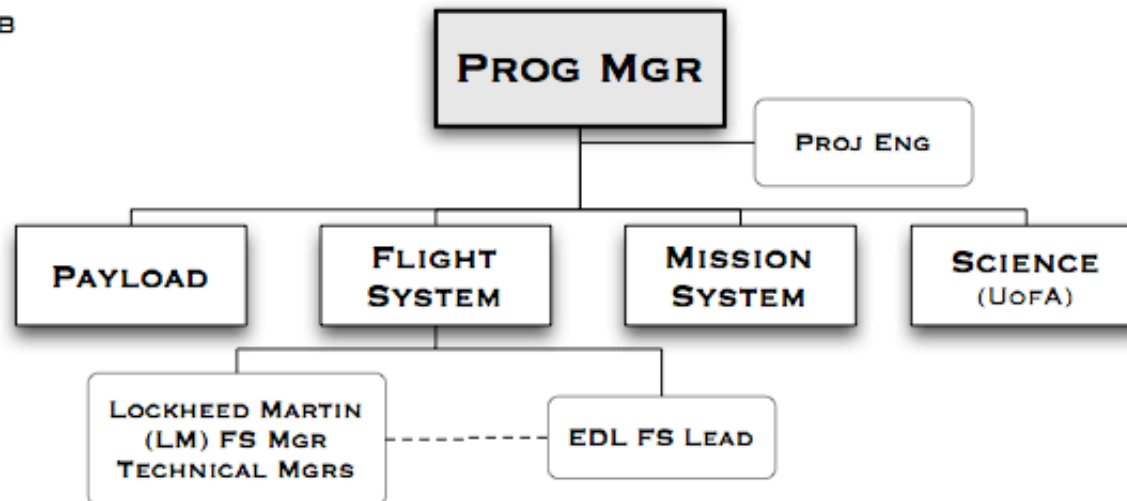 B
PROG MGR
PROJ ENG
PAYLOAD
FLIGHT
SYSTEM
MISSION
SYSTEM
SCIENCE
(UOFA)
LOCKHEED MARTIN
(LM) FS MGR
TECHNICAL MGRS
EDL FS LEAD